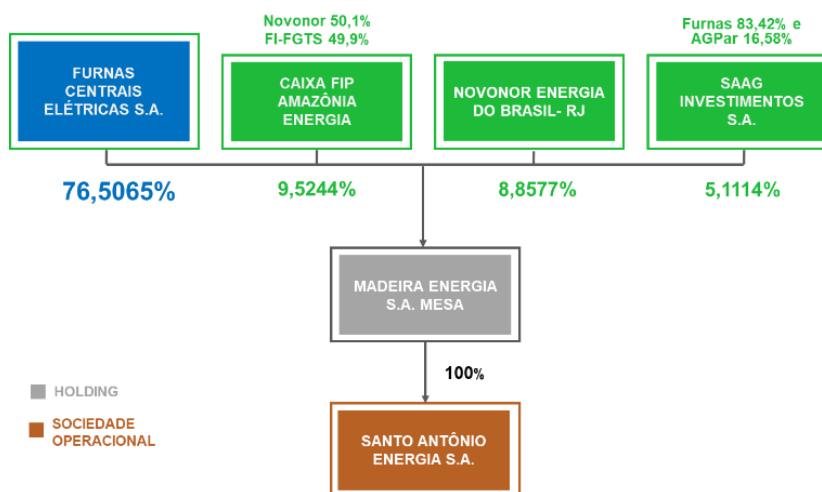 Novonor 50,1%
FI-FGTS 49,9%
Furnas 83,42% e
AGPar 16,58%
FURNAS
CENTRAIS
ELÉTRICAS S.A.
CAIXA FIP
AMAZÔNIA
ENERGIA
NOVONOR ENERGIA
DO BRASIL- RJ
SAAG
INVESTIMENTOS
S.A.
76,5065%
9,5244%
8,8577%
5,1114%
MADEIRA ENERGIA
S.A. MESA
100%
HOLDING
SOCIEDADE
OPERACIONAL
SANTO ANTÔNIO
ENERGIA S.A.